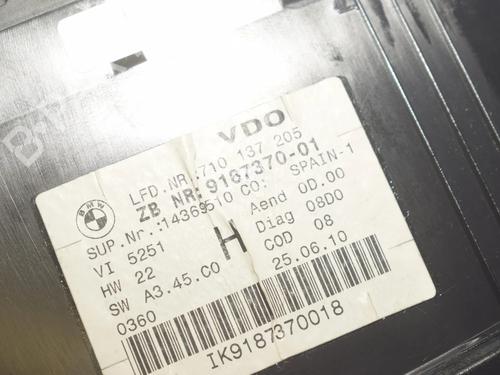 VDO
LFD.NR.:710 137 205
ZB NR:9187370-01
SUP.Nr.:14369510 CO: SPAIN-1
VI 5251 H Aend 0D.00
HW 22 Diag 08D0
SW A3.45.C0 COD 08
0360 25.06.10
IK9187370018
BMW